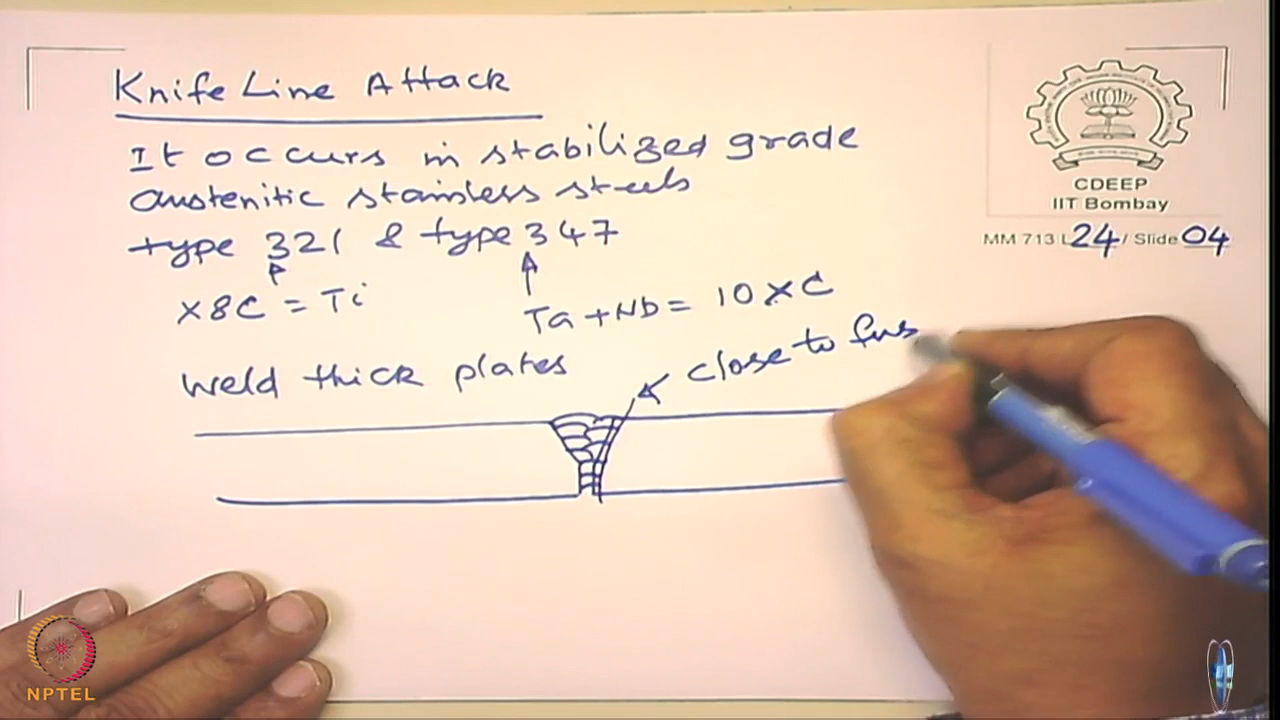 Knife Line Attack
It occurs in stabilized grade
austenitic stainless steels
type 321 & type 347
x8C = Ti
Ta + Nb = 10 x C
weld thick plates
close to fus
CDEEP
IIT Bombay
MM 713 L24 / Slide 04
NPTEL